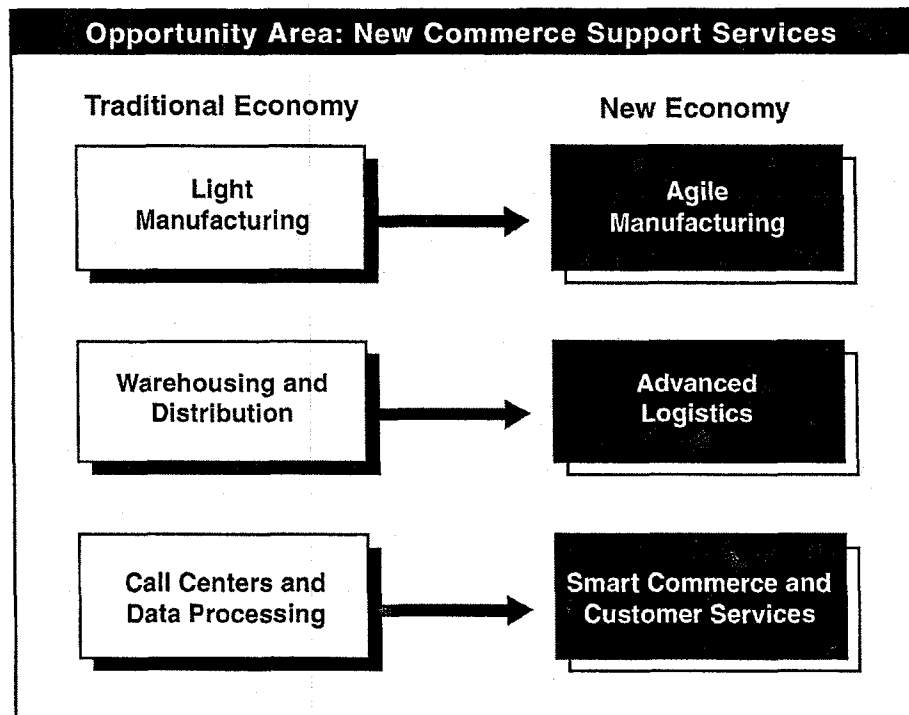 Opportunity Area: New Commerce Support Services
Traditional Economy
New Economy
Light
Manufacturing
Agile
Manufacturing
Warehousing and
Distribution
Advanced
Logistics
Call Centers and
Data Processing
Smart Commerce and
Customer Services